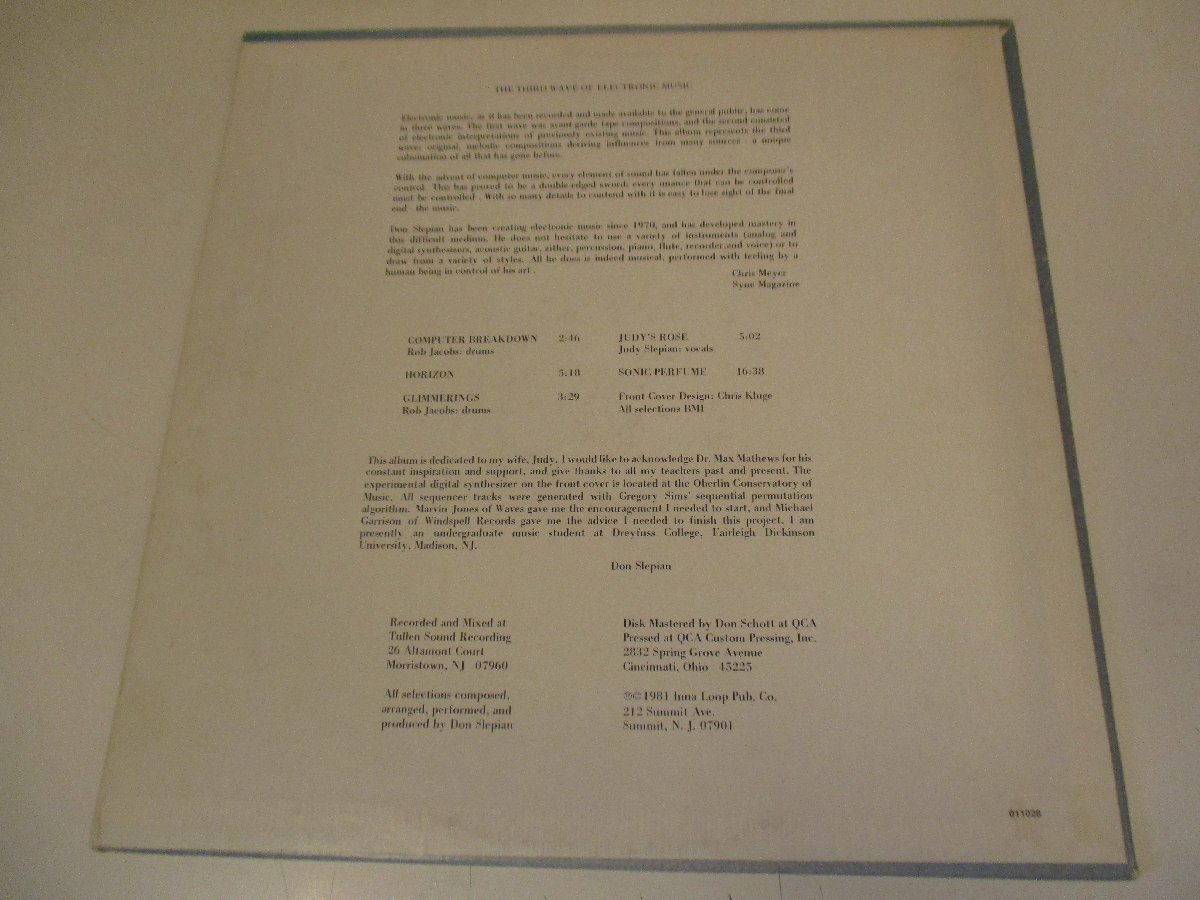 THE THIRD WAVE OF ELECTRONIC MUSIC
Electronic music, as it has been recorded and made available to the general public, has come
in three waves. The first wave was avant garde tape compositions, and the second consisted
of electronic interpretations of previously existing music. This album represents the third
wave: original, melodic compositions deriving influences from many sources - a unique
culmination of all that has gone before.
With the advent of computer music, every element of sound has fallen under the composer's
control. This has proved to be a double edged sword; every nuance that can be controlled
must be controlled. With so many details to contend with it is easy to lose sight of the final
end - the music.
Don Slepian has been creating electronic music since 1970, and has developed mastery in
this difficult medium. He does not hesitate to use a variety of instruments (analog and
digital synthesizers, acoustic guitar, zither, percussion, piano, flute, recorder,and voice) or to
draw from a variety of styles. All he does is indeed musical, performed with feeling by a
human being in control of his art .
Chris Meyer
Sync Magazine
COMPUTER BREAKDOWN 2:46
Rob Jacobs: drums
HORIZON 5:18
GLIMMERINGS 3:29
Rob Jacobs: drums
JUDY'S ROSE 5:02
Judy Slepian: vocals
SONIC PERFUME 16:38
Front Cover Design: Chris Kluge
All selections BMI
This album is dedicated to my wife, Judy. I would like to acknowledge Dr. Max Mathews for his
constant inspiration and support, and give thanks to all my teachers past and present. The
experimental digital synthesizer on the front cover is located at the Oberlin Conservatory of
Music. All sequencer tracks were generated with Gregory Sims' sequential permutation
algorithm. Marvin Jones of Waves gave me the encouragement I needed to start, and Michael
Garrison of Windspell Records gave me the advice I needed to finish this project. I am
presently an undergraduate music student at Dreyfuss College, Fairleigh Dickinson
University, Madison, NJ.
Don Slepian
Recorded and Mixed at
Tullen Sound Recording
26 Altamont Court
Morristown, NJ 07960
All selections composed,
arranged, performed, and
produced by Don Slepian
Disk Mastered by Don Schott at QCA
Pressed at QCA Custom Pressing, Inc.
2832 Spring Grove Avenue
Cincinnati, Ohio 45225
℗© 1981 Inna Loop Pub. Co.
212 Summit Ave.
Summit, N. J. 07901
011028